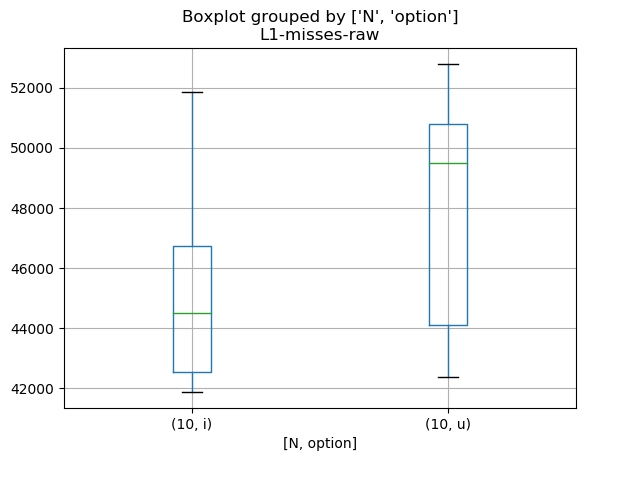 Boxplot grouped by ['N', 'option']
L1-misses-raw
52000
50000
48000
46000
44000
42000
(10, i) (10, u)
[N, option]